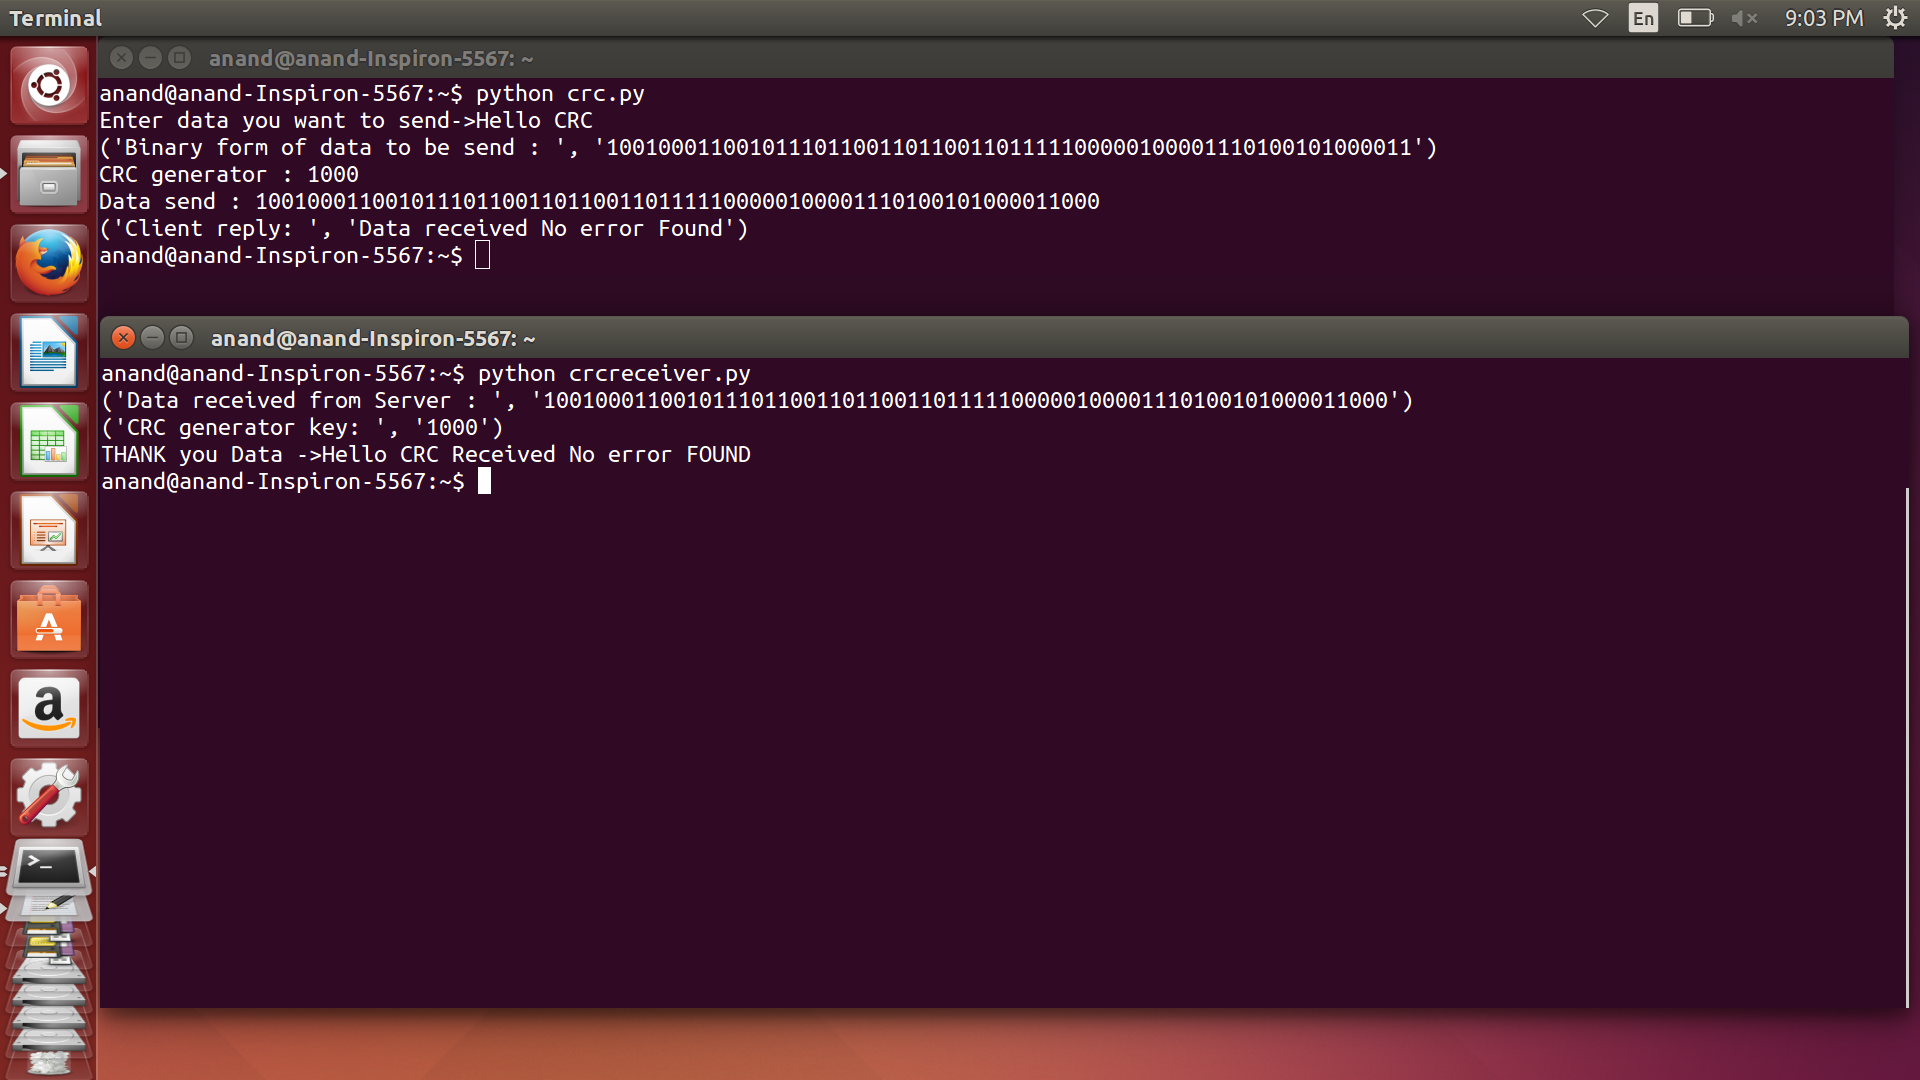 Terminal
En
9:03 PM
anand@anand-Inspiron-5567: ~
anand@anand-Inspiron-5567:~$ python crc.py
Enter data you want to send->Hello CRC
('Binary form of data to be send : ', '10010001100101110110011011001101111100000100001110100101000011')
CRC generator : 1000
Data send : 10010001100101110110011011001101111100000100001110100101000011000
('Client reply: ', 'Data received No error Found')
anand@anand-Inspiron-5567:~$
anand@anand-Inspiron-5567: ~
anand@anand-Inspiron-5567:~$ python crcreceiver.py
('Data received from Server : ', '10010001100101110110011011001101111100000100001110100101000011000')
('CRC generator key: ', '1000')
THANK you Data ->Hello CRC Received No error FOUND
anand@anand-Inspiron-5567:~$